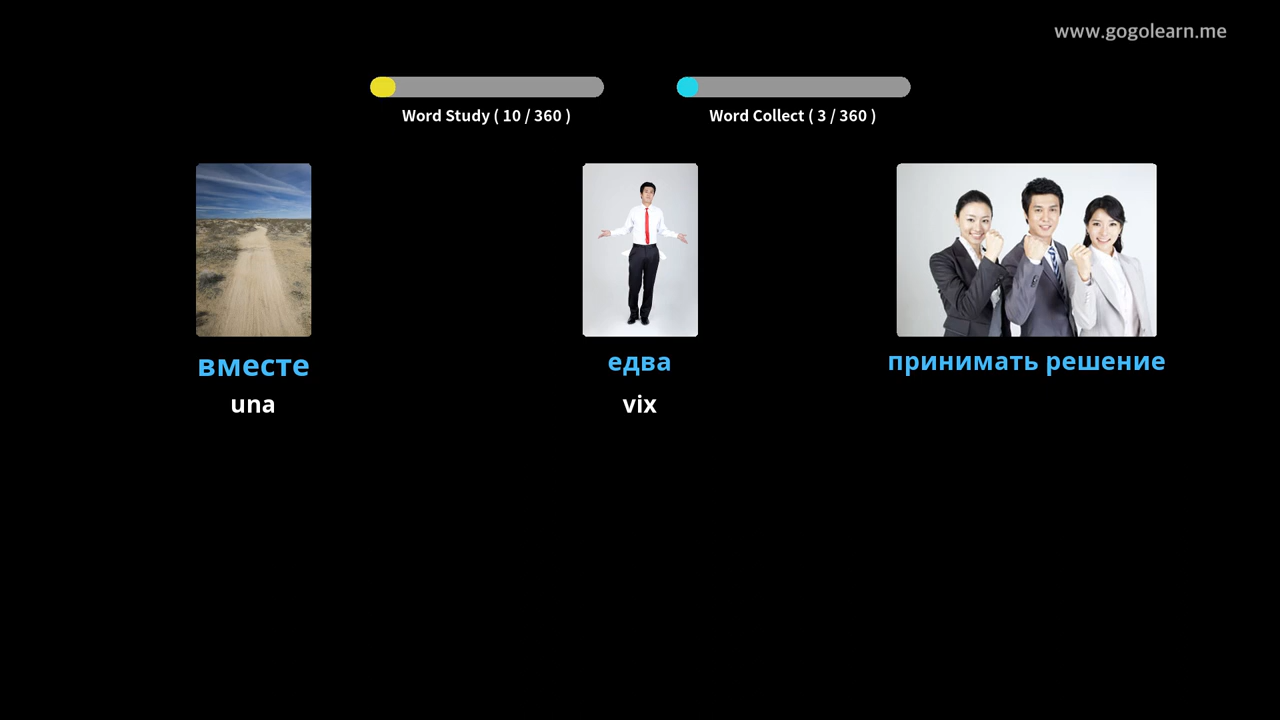 www.gogolearn.me
Word Study ( 10 / 360 )
Word Collect ( 3 / 360 )
вместе
una
едва
vix
принимать решение